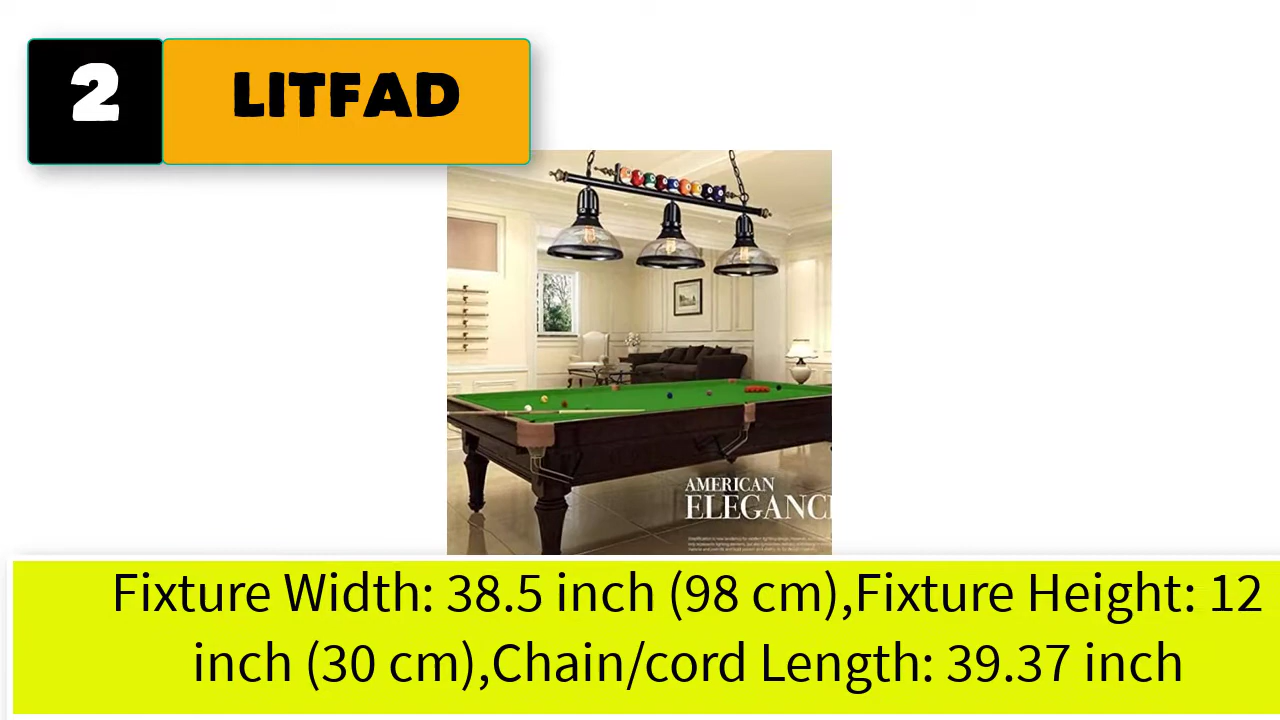 2
LITFAD
AMERICAN
ELEGANC
Fixture Width: 38.5 inch (98 cm),Fixture Height: 12
inch (30 cm),Chain/cord Length: 39.37 inch